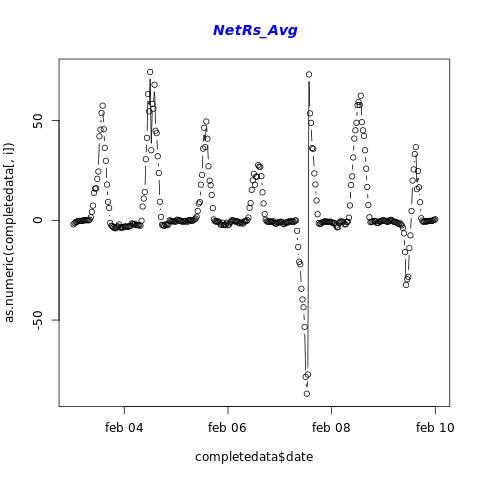 NetRs_Avg
as.numeric(completedata[, i])
50
0
-50
feb 04
feb 06
feb 08
feb 10
completedata$date